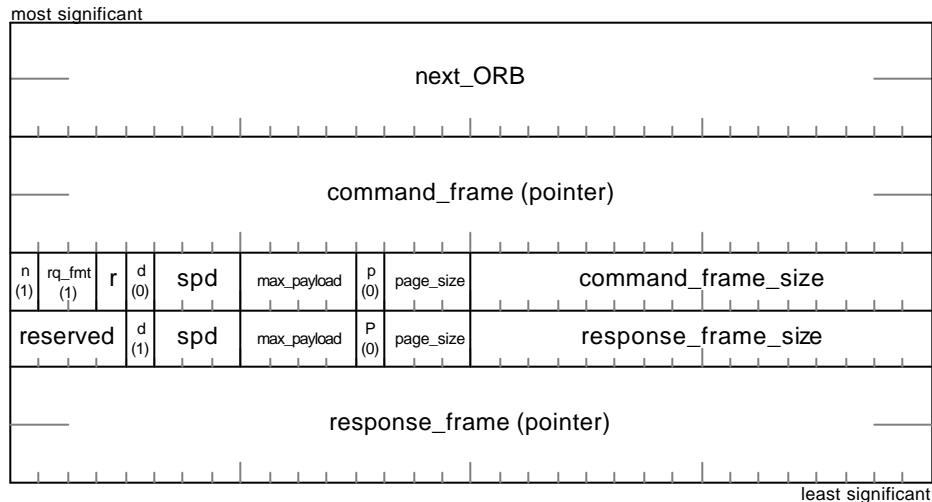 most significant
next_ORB
command_frame (pointer)
n (1) rq_fmt (1) r d (0) spd max_payload p (0) page_size command_frame_size
reserved d (1) spd max_payload P (0) page_size response_frame_size
response_frame (pointer)
least significant